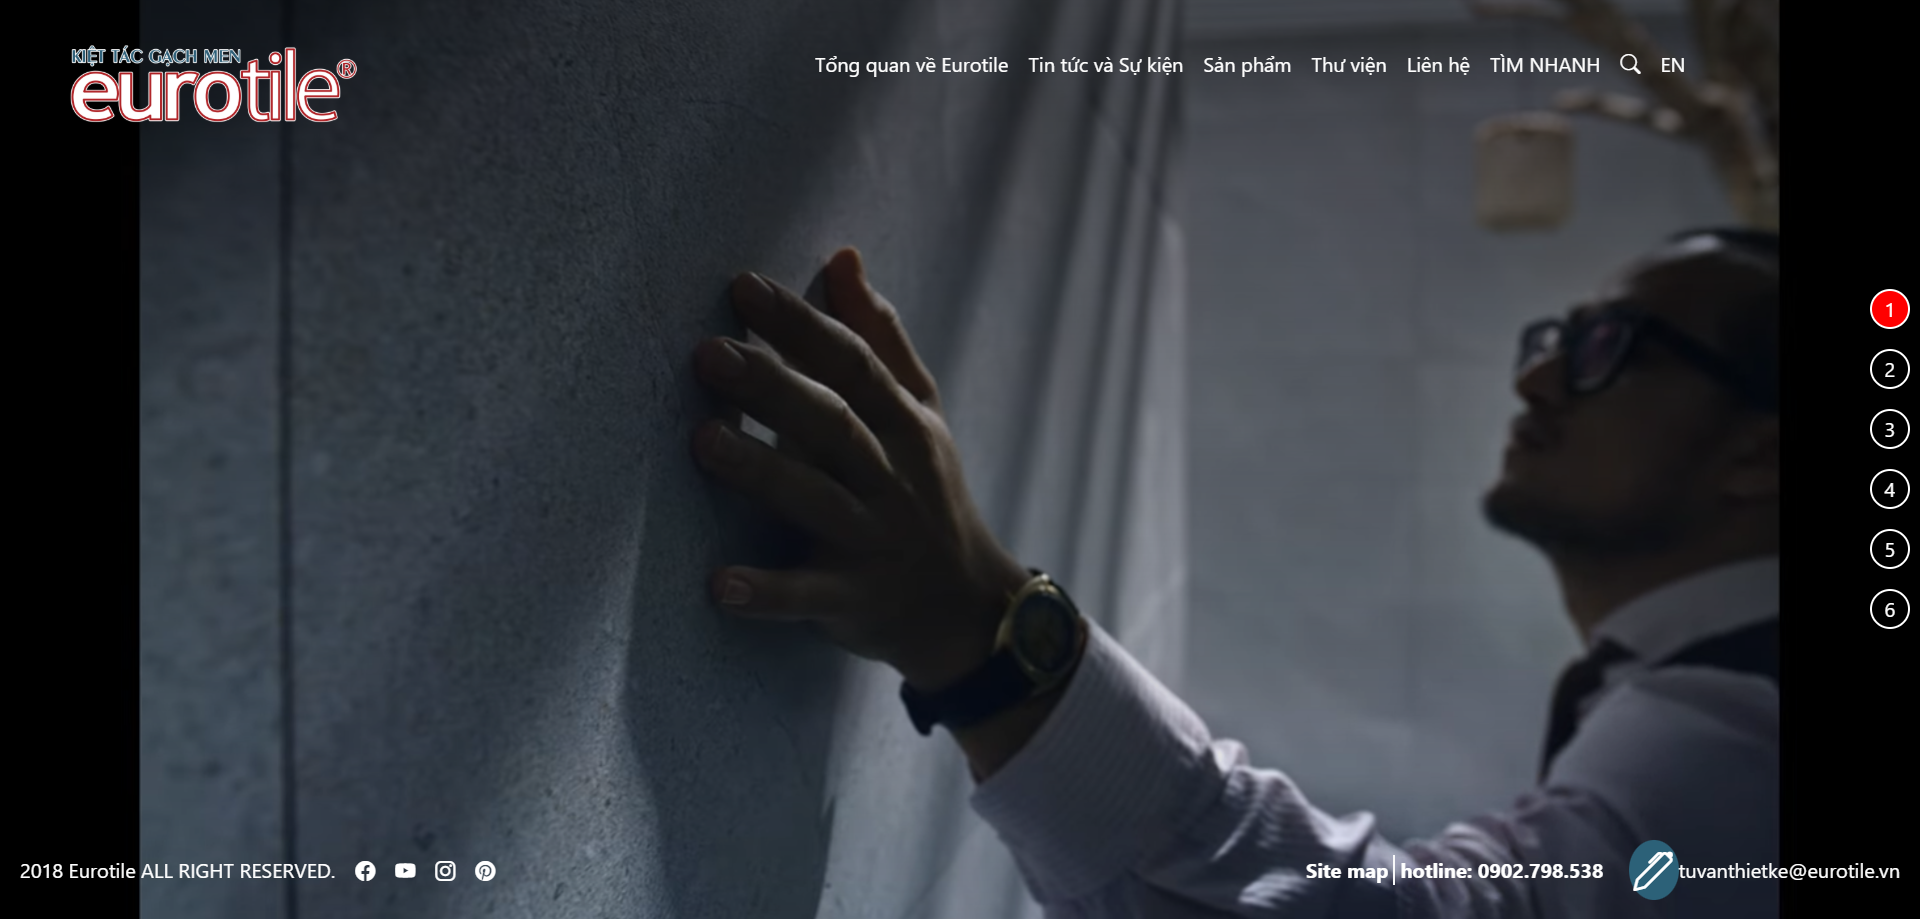 KIỆT TÁC GẠCH MEN
eurotile®
Tổng quan về Eurotile Tin tức và Sự kiện Sản phẩm Thư viện Liên hệ TÌM NHANH EN
1
2
3
4
5
6
2018 Eurotile ALL RIGHT RESERVED.
Site map hotline: 0902.798.538 tuvanthietke@eurotile.vn